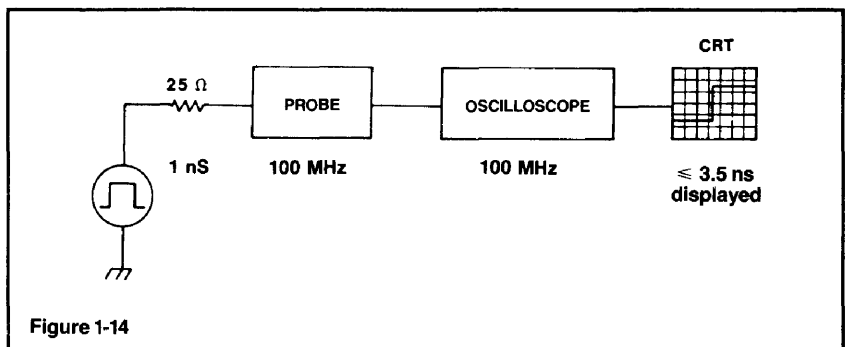 CRT
25 Ω
PROBE
OSCILLOSCOPE
1 nS
100 MHz
100 MHz
≤ 3.5 ns
displayed
Figure 1-14